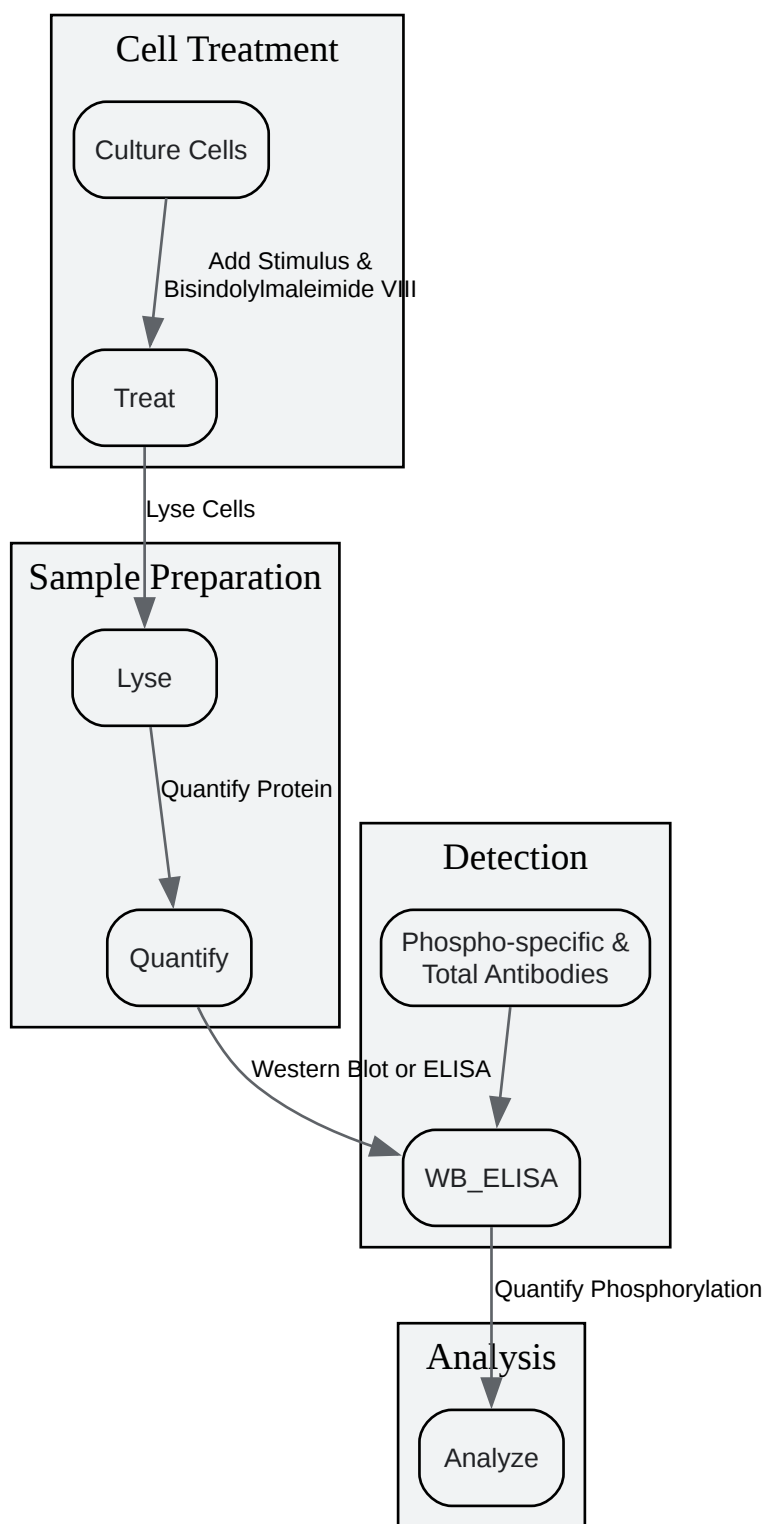 Cell Treatment
Culture Cells
Add Stimulus &
Bisindolylmaleimide VIII
Treat
Lyse Cells
Sample Preparation
Lyse
Quantify Protein
Detection
Phospho-specific &
Total Antibodies
Quantify
Western Blot or ELISA
WB_ELISA
Quantify Phosphorylation
Analysis
Analyze